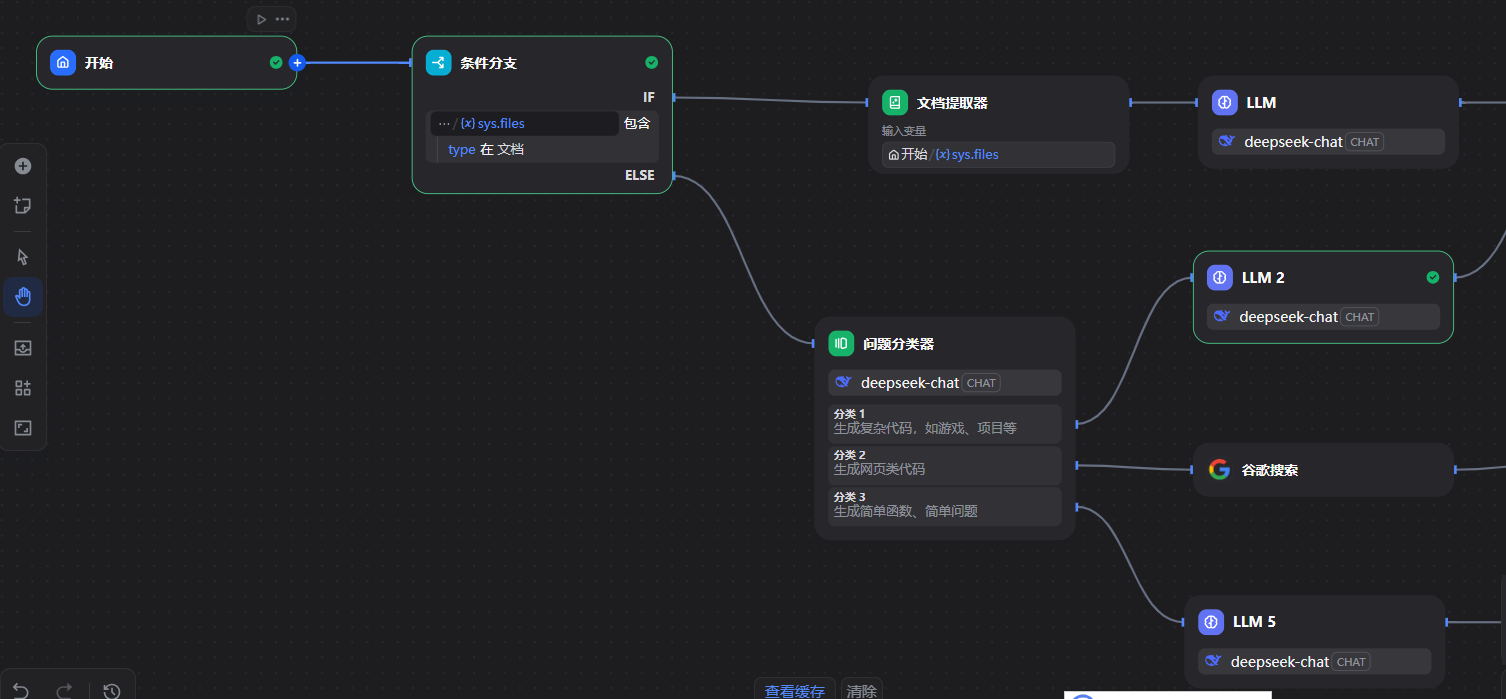 开始
条件分支
IF
··· / (x) sys.files 包含
type 在 文档
ELSE
文档提取器
输入变量
开始 / (x) sys.files
LLM
deepseek-chat CHAT
LLM 2
deepseek-chat CHAT
问题分类器
deepseek-chat CHAT
分类 1
生成复杂代码，如游戏、项目等
分类 2
生成网页类代码
分类 3
生成简单函数、简单问题
谷歌搜索
LLM 5
deepseek-chat CHAT
查看缓存 清除